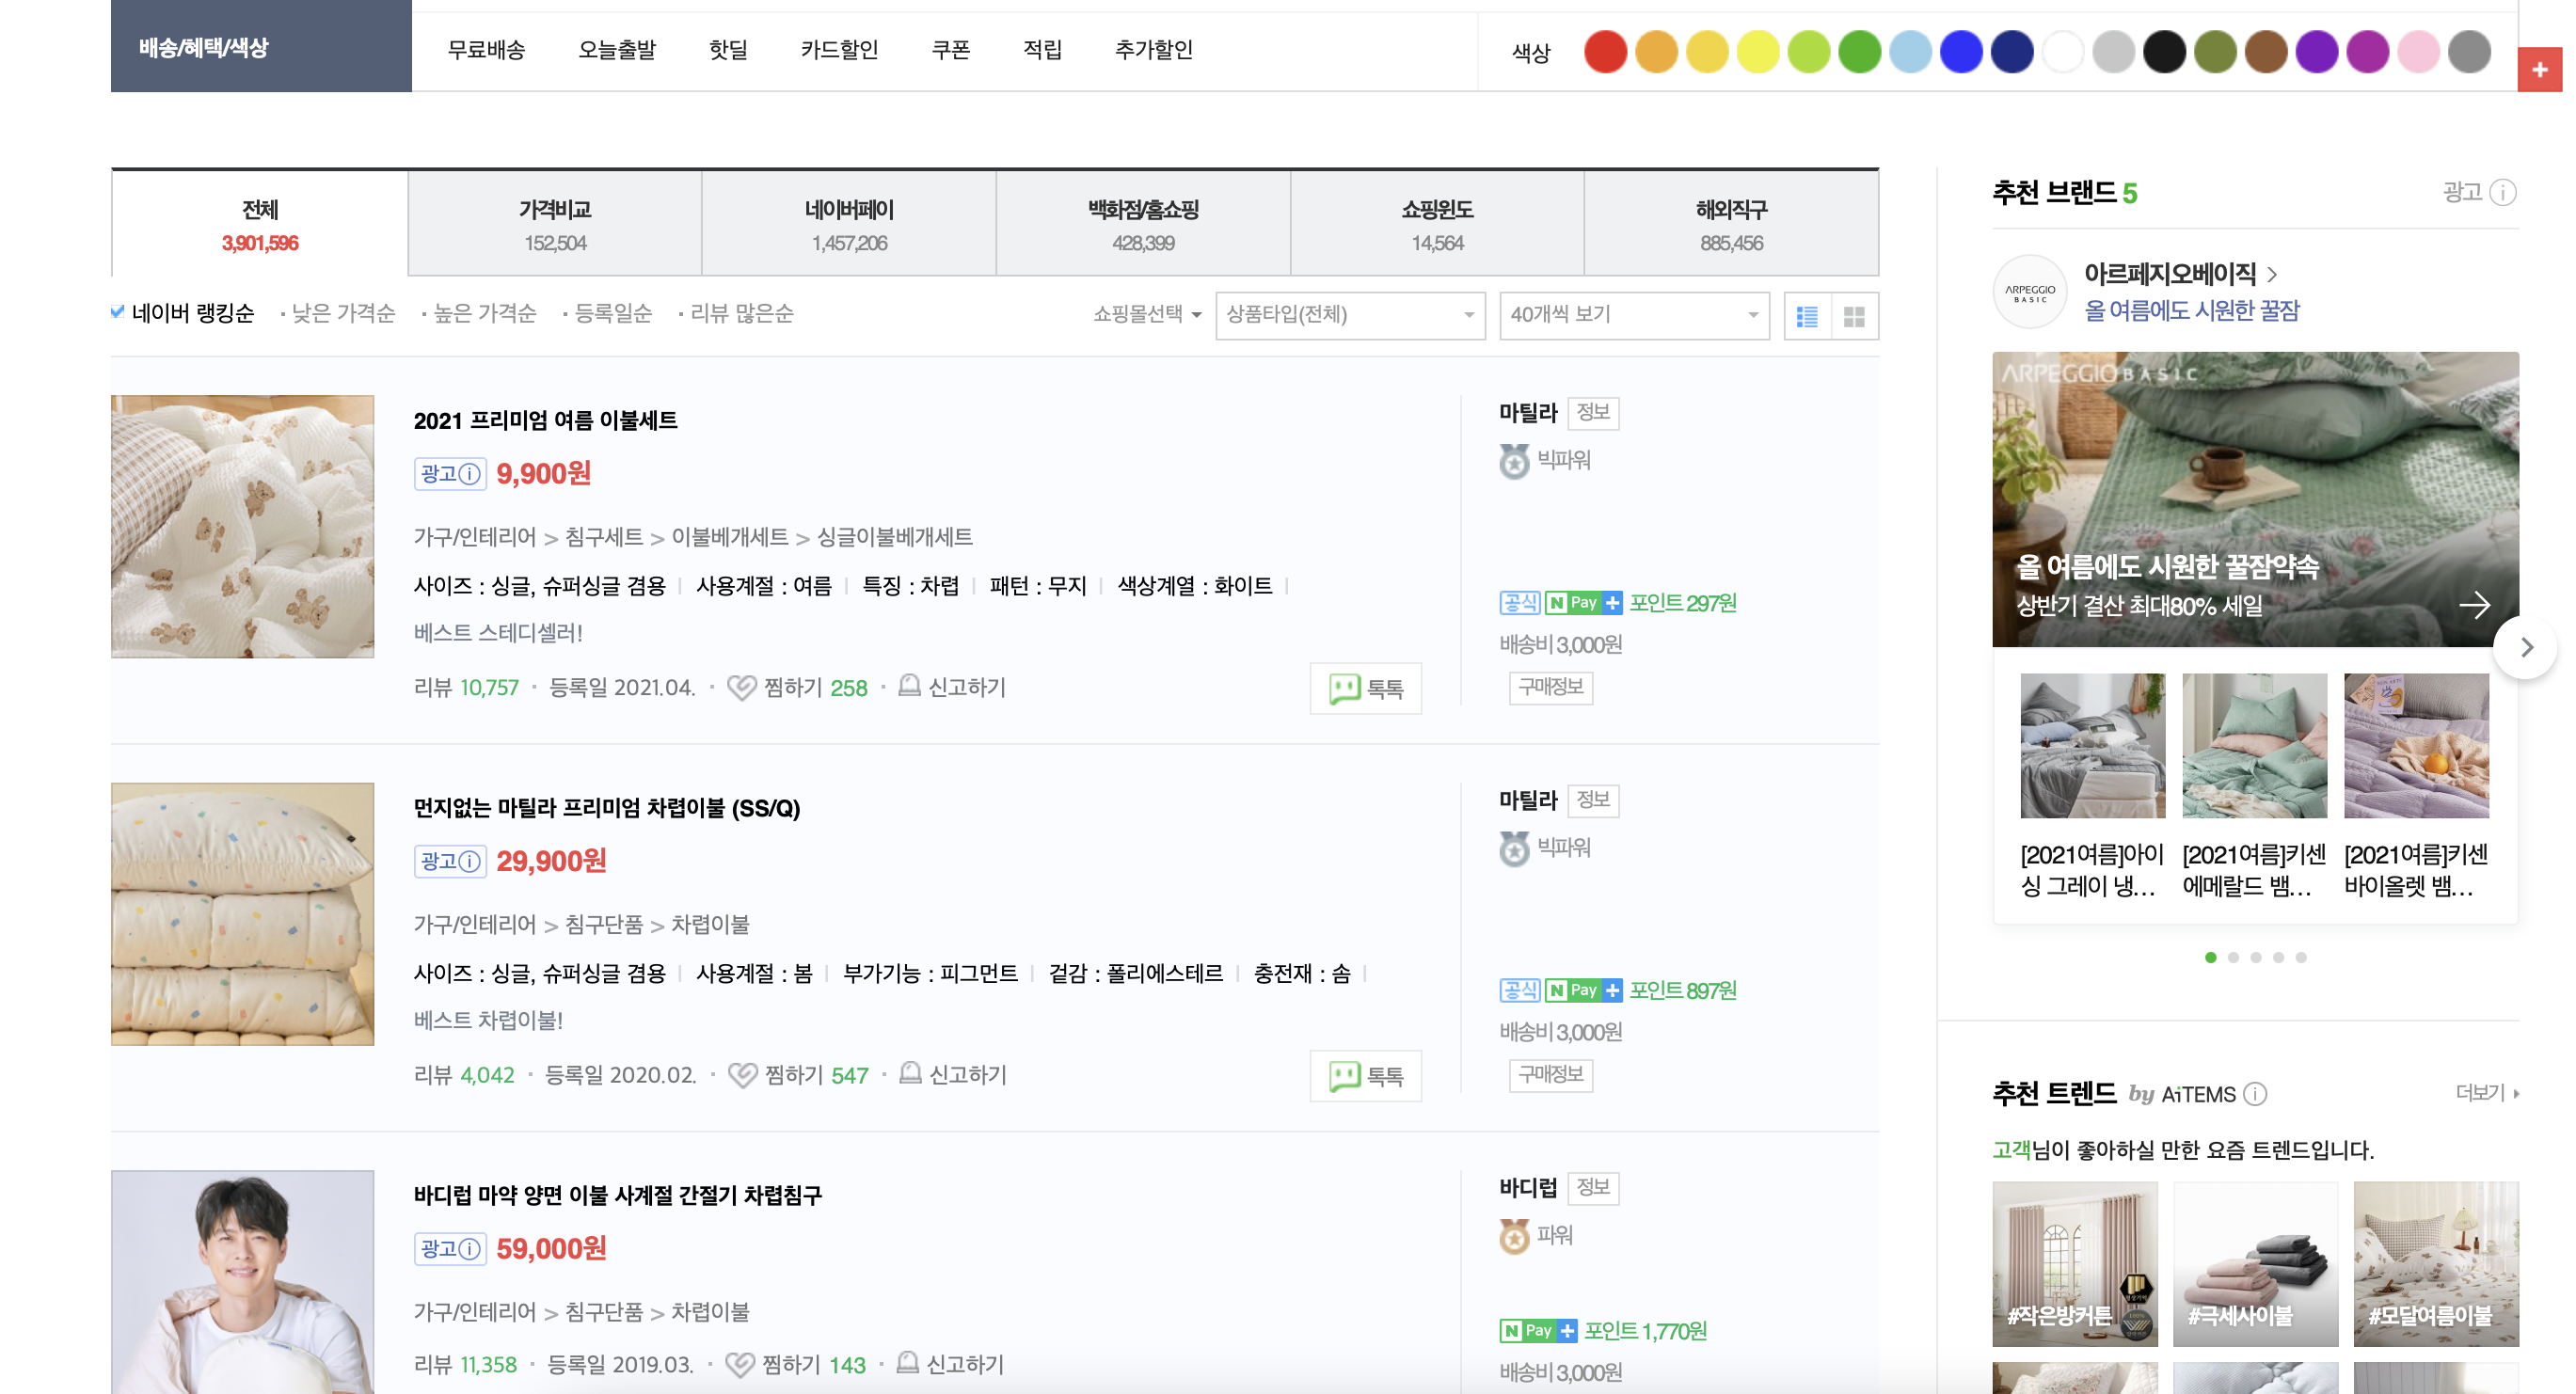 배송/혜택/색상
무료배송 오늘출발 핫딜 카드할인 쿠폰 적립 추가할인 색상
전체 가격비교 네이버페이 백화점/홈쇼핑 쇼핑윈도 해외직구
3,901,596 152,504 1,457,206 428,399 14,564 885,456
네이버 랭킹순 · 낮은 가격순 · 높은 가격순 · 등록일순 · 리뷰 많은순 쇼핑몰선택 상품타입(전체) 40개씩 보기
2021 프리미엄 여름 이불세트
광고 9,900원
가구/인테리어 > 침구세트 > 이불베개세트 > 싱글이불베개세트
사이즈 : 싱글, 슈퍼싱글 겸용 | 사용계절 : 여름 | 특징 : 차렵 | 패턴 : 무지 | 색상계열 : 화이트 |
베스트 스테디셀러!
리뷰 10,757 · 등록일 2021.04. · 찜하기 258 · 신고하기 톡톡
마틸라 정보
빅파워
공식 N Pay + 포인트 297원
배송비 3,000원
구매정보
먼지없는 마틸라 프리미엄 차렵이불 (SS/Q)
광고 29,900원
가구/인테리어 > 침구단품 > 차렵이불
사이즈 : 싱글, 슈퍼싱글 겸용 | 사용계절 : 봄 | 부가기능 : 피그먼트 | 겉감 : 폴리에스테르 | 충전재 : 솜 |
베스트 차렵이불!
리뷰 4,042 · 등록일 2020.02. · 찜하기 547 · 신고하기 톡톡
마틸라 정보
빅파워
공식 N Pay + 포인트 897원
배송비 3,000원
구매정보
바디럽 마약 양면 이불 사계절 간절기 차렵침구
광고 59,000원
가구/인테리어 > 침구단품 > 차렵이불
리뷰 11,358 · 등록일 2019.03. · 찜하기 143 · 신고하기
바디럽 정보
파워
N Pay + 포인트 1,770원
배송비 3,000원
추천 브랜드 5 광고
ARPEGGIO
BASIC
아르페지오베이직
올 여름에도 시원한 꿀잠
ARPEGGIO BASIC
올 여름에도 시원한 꿀잠약속
상반기 결산 최대80% 세일
[2021여름]아이
싱 그레이 냉...
[2021여름]키센
에메랄드 뱀...
[2021여름]키센
바이올렛 뱀...
추천 트렌드 by AiTEMS 더보기
고객님이 좋아하실 만한 요즘 트렌드입니다.
#작은방커튼 #극세사이불 #모달여름이불